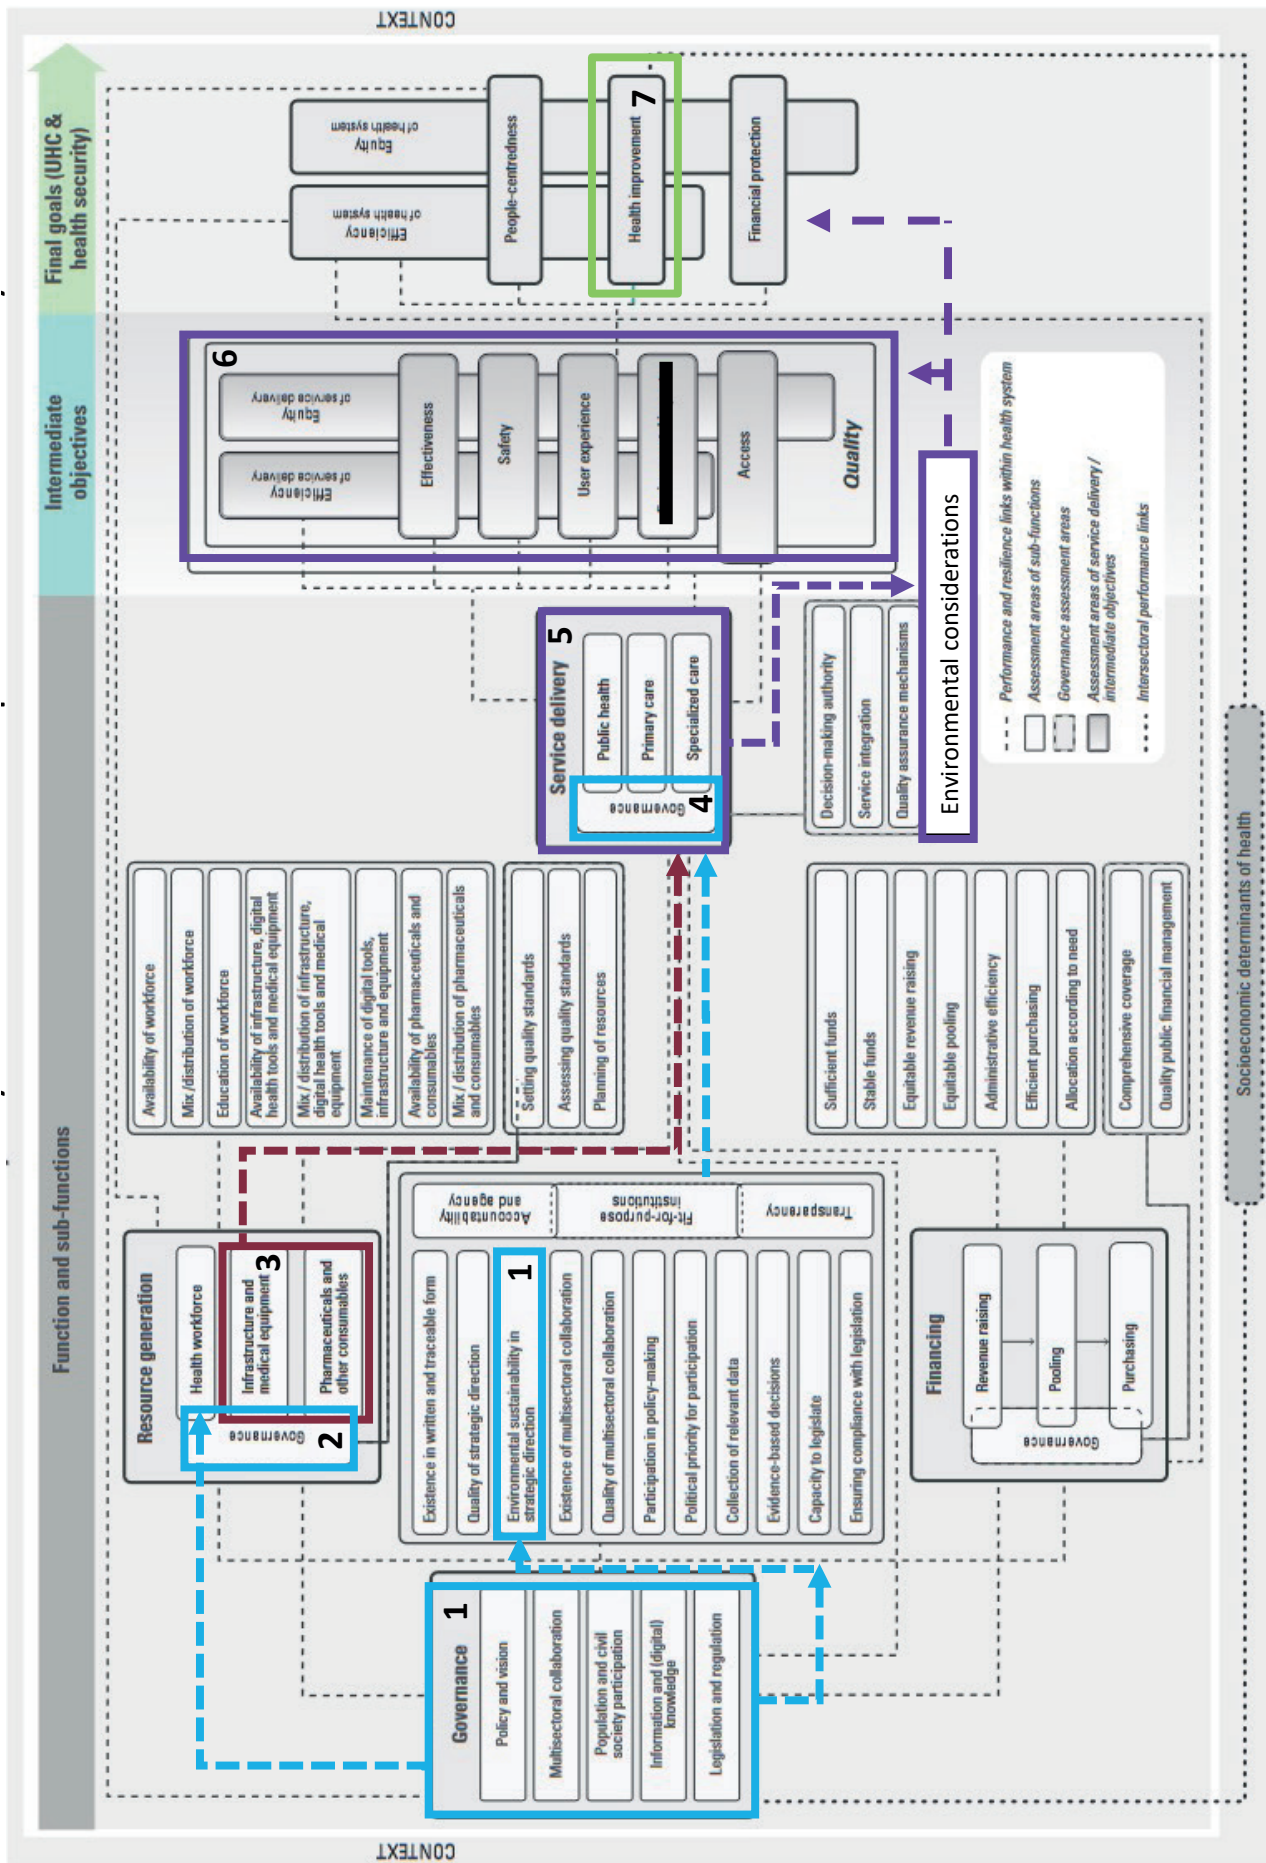 CONTEXT
Function and sub-functions
Intermediate
objectives
Final goals (UHC &
health security)
Governance
1
Policy and vision
Multisectoral collaboration
Population and civil
society participation
Information and (digital)
knowledge
Legislation and regulation
Resource generation
Governance
2
Health workforce
Infrastructure and
medical equipment
3
Pharmaceuticals and
other consumables
Existence in written and traceable form
Quality of strategic direction
Environmental sustainability in
strategic direction
1
Existence of multisectoral collaboration
Quality of multisectoral collaboration
Participation in policy-making
Political priority for participation
Collection of relevant data
Evidence-based decisions
Capacity to legislate
Ensuring compliance with legislation
Accountability
and agency
Fit-for-purpose
institutions
Transparency
Financing
Governance
Revenue raising
Pooling
Purchasing
Availability of workforce
Mix /distribution of workforce
Education of workforce
Availability of infrastructure, digital
health tools and medical equipment
Mix / distribution of infrastructure,
digital health tools and medical
equipment
Maintenance of digital tools,
infrastructure and equipment
Availability of pharmaceuticals and
consumables
Mix / distribution of pharmaceuticals
and consumables
Setting quality standards
Assessing quality standards
Planning of resources
Sufficient funds
Stable funds
Equitable revenue raising
Equitable pooling
Administrative efficiency
Efficient purchasing
Allocation according to need
Comprehensive coverage
Quality public financial management
Service delivery
5
Governance
4
Public health
Primary care
Specialized care
Decision-making authority
Service integration
Quality assurance mechanisms
Environmental considerations
6
Efficiency
of service delivery
Equity
of service delivery
Effectiveness
Safety
User experience
Access
Quality
Efficiency
of health system
Equity
of health system
People-centredness
Health improvement
7
Financial protection
Performance and resilience links within health system
Assessment areas of sub-functions
Governance assessment areas
Assessment areas of service delivery /
intermediate objectives
Intersectoral performance links
Socioeconomic determinants of health
CONTEXT